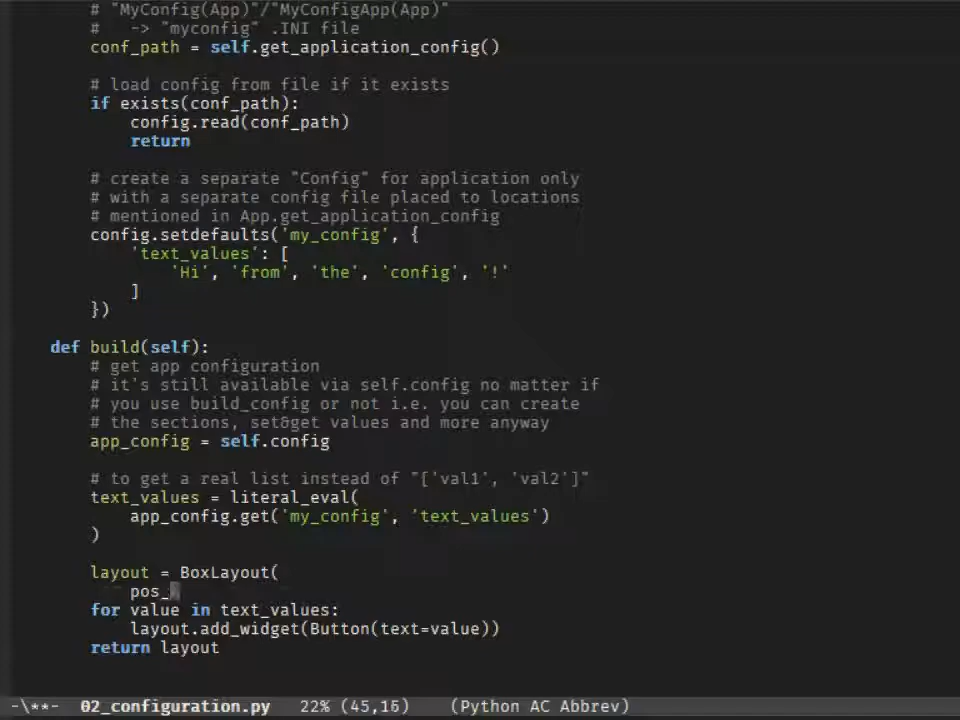 # "MyConfig(App)"/"MyConfigApp(App)"
#  -> "myconfig" .INI file
conf_path = self.get_application_config()
# load config from file if it exists
if exists(conf_path):
config.read(conf_path)
return
# create a separate "Config" for application only
# with a separate config file placed to locations
# mentioned in App.get_application_config
config.setdefaults('my_config', {
'text_values': [
'Hi', 'from', 'the', 'config', '!'
]
})
def build(self):
# get app configuration
# it's still available via self.config no matter if
# you use build_config or not i.e. you can create
# the sections, set&get values and more anyway
app_config = self.config
# to get a real list instead of "['val1', 'val2']"
text_values = literal_eval(
app_config.get('my_config', 'text_values')
)
layout = BoxLayout(
pos_
for value in text_values:
layout.add_widget(Button(text=value))
return layout
-\**-  02_configuration.py   22% (45,16)    (Python AC Abbrev)